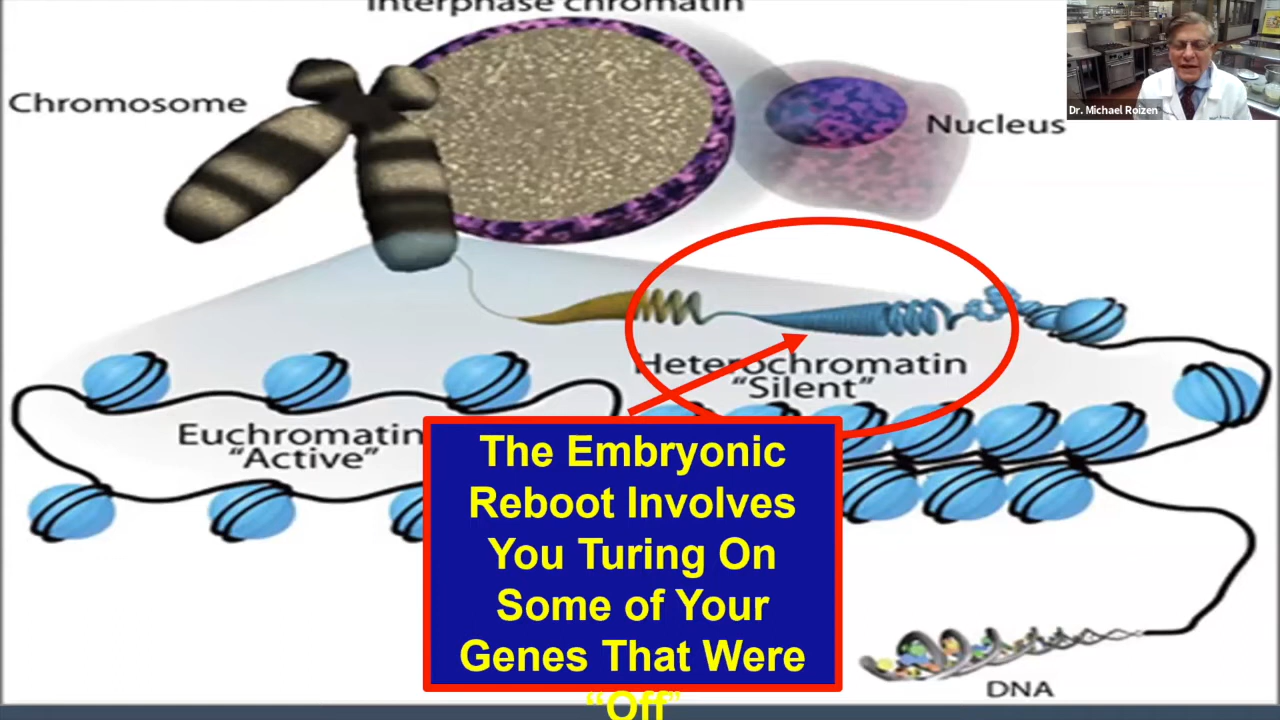 Interphase chromatin
Dr. Michael Roizen
Chromosome
Nucleus
Heterochromatin
“Silent”
Euchromatin
“Active”
The Embryonic
Reboot Involves
You Turing On
Some of Your
Genes That Were
“Off”
DNA